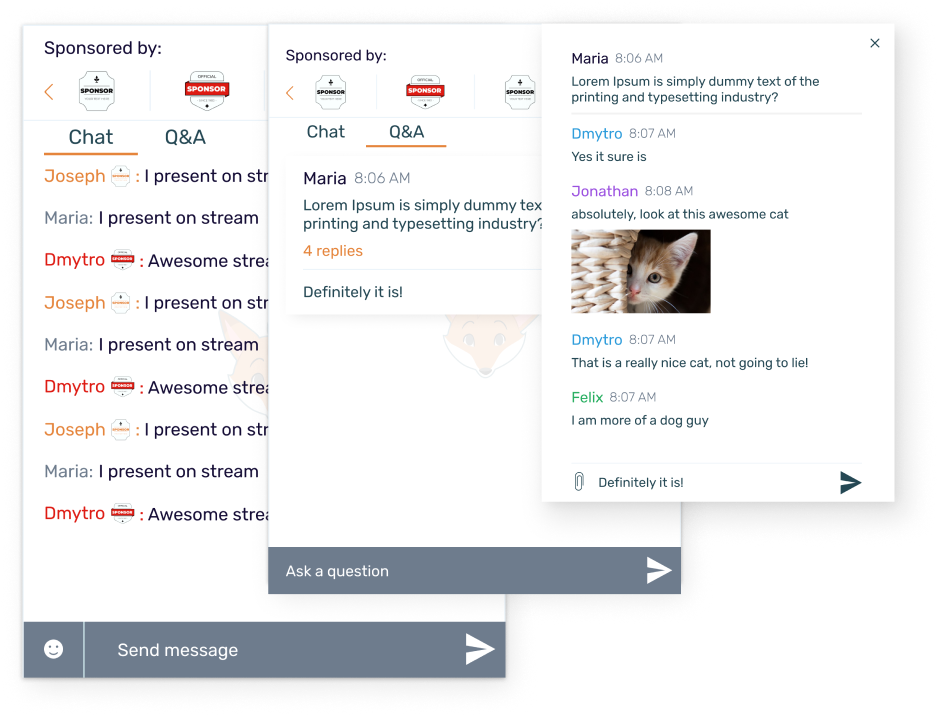 Sponsored by:
SPONSOR
OFFICIAL
SPONSOR
Chat
Q&A
Joseph : I present on str
Maria: I present on stream
Dmytro SPONSOR : Awesome strea
Joseph : I present on str
Maria: I present on stream
Dmytro SPONSOR : Awesome strea
Joseph : I present on str
Maria: I present on stream
Dmytro SPONSOR : Awesome strea
Send message
Sponsored by:
SPONSOR
OFFICIAL
SPONSOR
SPONSOR
Chat
Q&A
Maria 8:06 AM
Lorem Ipsum is simply dummy tex
printing and typesetting industry?
4 replies
Definitely it is!
Ask a question
Maria 8:06 AM
Lorem Ipsum is simply dummy text of the
printing and typesetting industry?
Dmytro 8:07 AM
Yes it sure is
Jonathan 8:08 AM
absolutely, look at this awesome cat
Dmytro 8:07 AM
That is a really nice cat, not going to lie!
Felix 8:07 AM
I am more of a dog guy
Definitely it is!